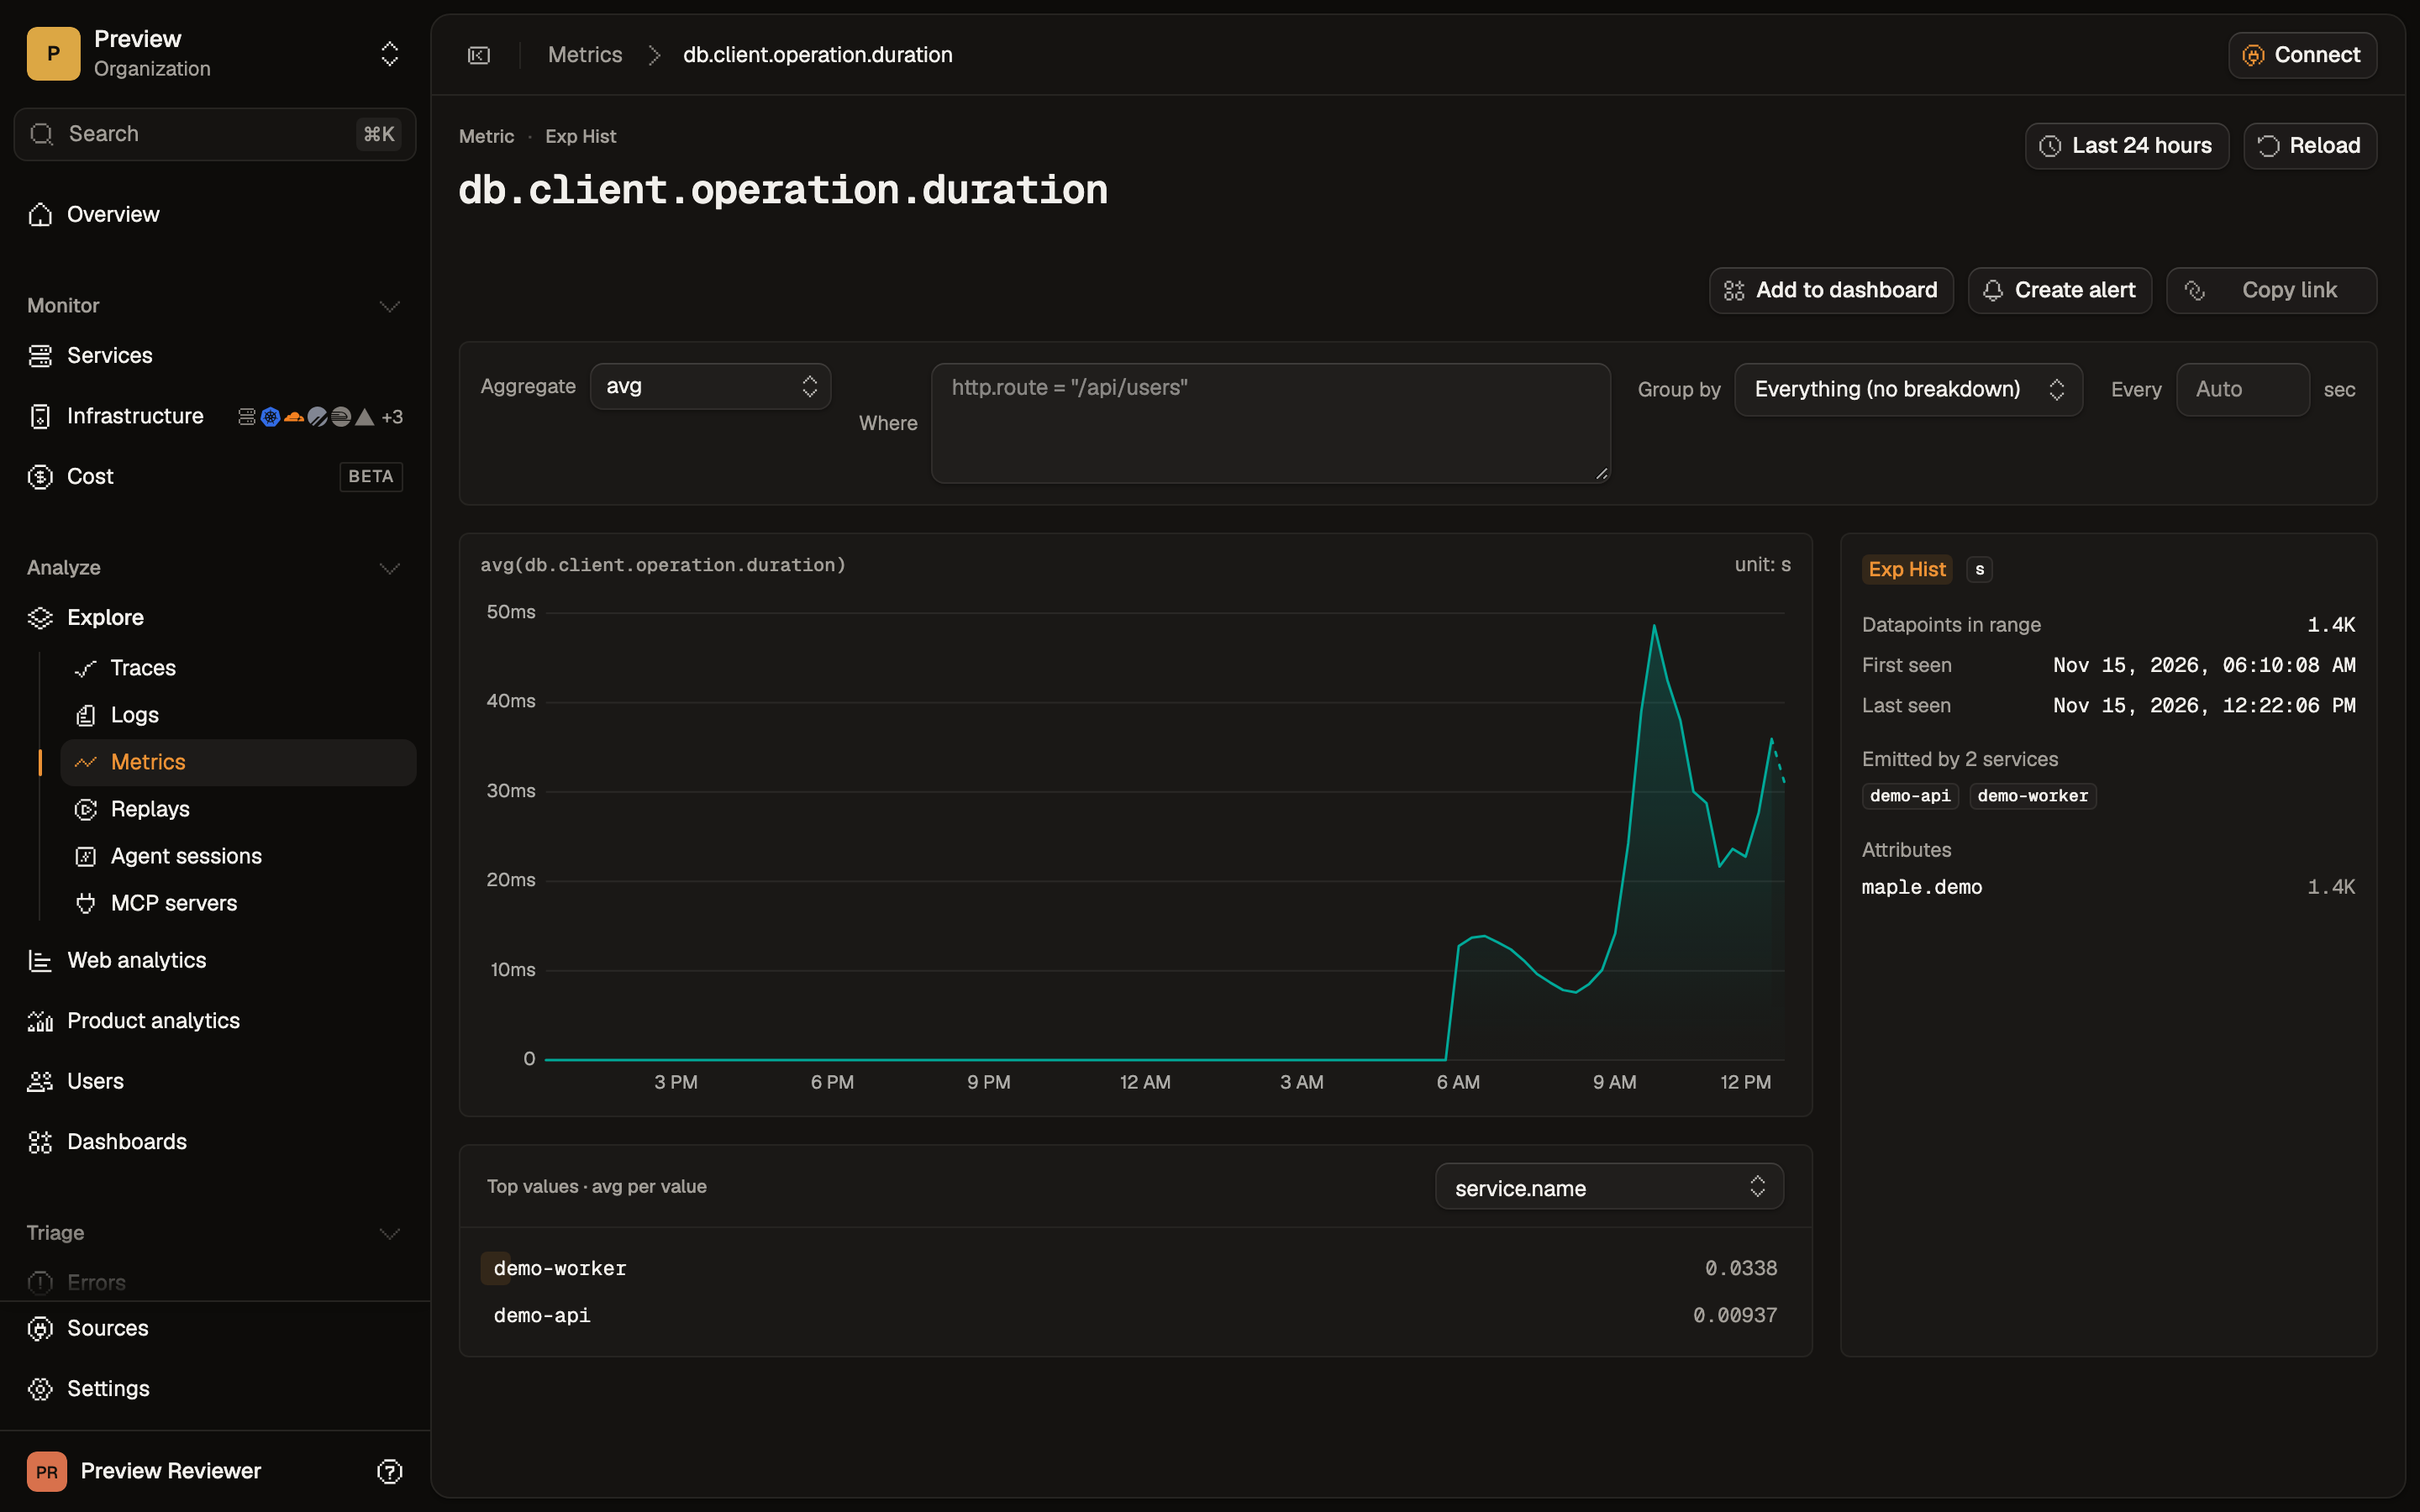 P
Preview
Organization
Search
⌘K
Overview
Monitor
Services
Infrastructure +3
Cost BETA
Analyze
Explore
Traces
Logs
Metrics
Replays
Agent sessions
MCP servers
Web analytics
Product analytics
Users
Dashboards
Triage
Errors
Sources
Settings
PR Preview Reviewer
Metrics db.client.operation.duration
Connect
Metric · Exp Hist
Last 24 hours
Reload
db.client.operation.duration
Add to dashboard
Create alert
Copy link
Aggregate avg
Where http.route = "/api/users"
Group by Everything (no breakdown)
Every Auto sec
avg(db.client.operation.duration) unit: s
50ms
40ms
30ms
20ms
10ms
0
3 PM 6 PM 9 PM 12 AM 3 AM 6 AM 9 AM 12 PM
Top values · avg per value service.name
demo-worker 0.0338
demo-api 0.00937
Exp Hist s
Datapoints in range 1.4K
First seen Nov 15, 2026, 06:10:08 AM
Last seen Nov 15, 2026, 12:22:06 PM
Emitted by 2 services
demo-api demo-worker
Attributes
maple.demo 1.4K